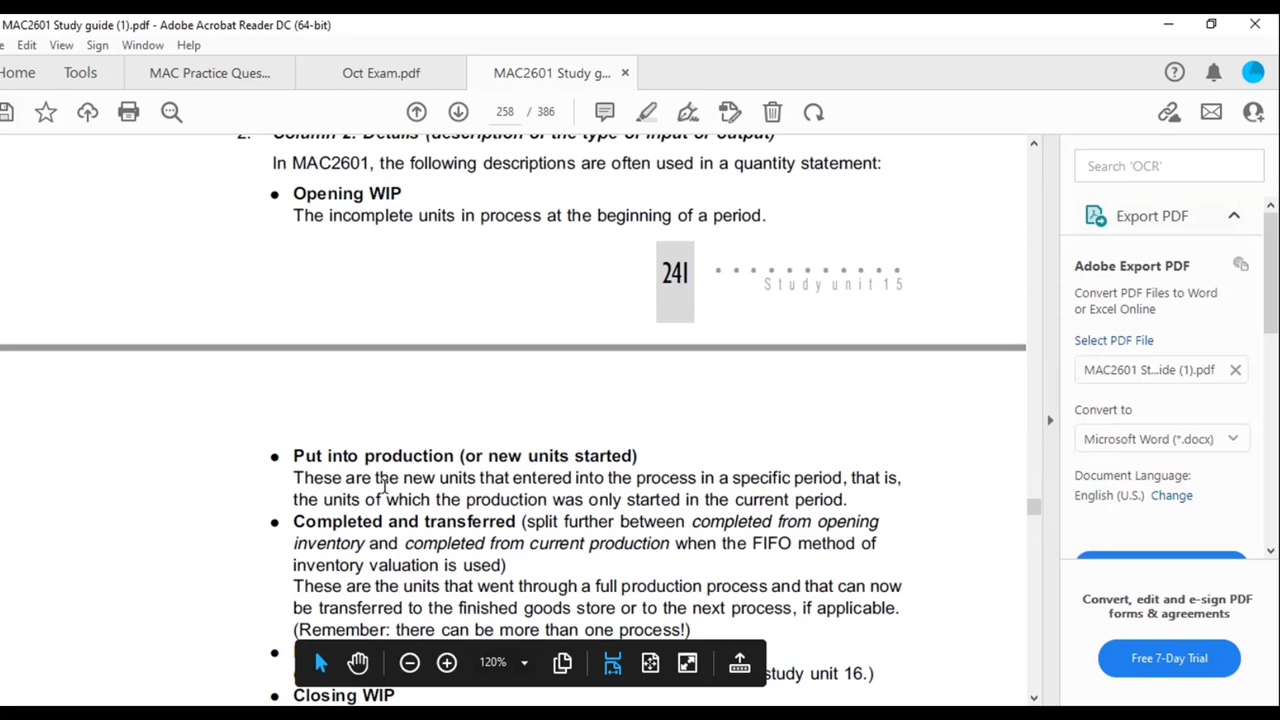 MAC2601 Study guide (1).pdf - Adobe Acrobat Reader DC (64-bit)
Edit View Sign Window Help
Home Tools MAC Practice Ques... Oct Exam.pdf MAC2601 Study g...
258 / 386
2. Column 2: Details (description of the type of input or output)
In MAC2601, the following descriptions are often used in a quantity statement:
• Opening WIP
The incomplete units in process at the beginning of a period.
241
Study unit 15
• Put into production (or new units started)
These are the new units that entered into the process in a specific period, that is,
the units of which the production was only started in the current period.
• Completed and transferred (split further between completed from opening
inventory and completed from current production when the FIFO method of
inventory valuation is used)
These are the units that went through a full production process and that can now
be transferred to the finished goods store or to the next process, if applicable.
(Remember: there can be more than one process!)
study unit 16.)
• Closing WIP
120%
Search 'OCR'
Export PDF
Adobe Export PDF
Convert PDF Files to Word
or Excel Online
Select PDF File
MAC2601 St...ide (1).pdf
Convert to
Microsoft Word (*.docx)
Document Language:
English (U.S.) Change
Convert, edit and e-sign PDF
forms & agreements
Free 7-Day Trial